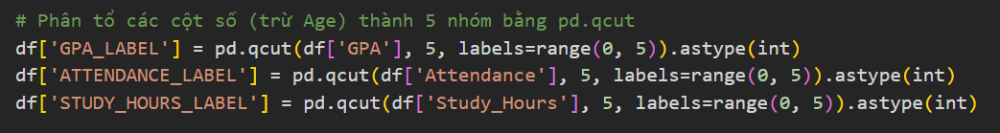 # Phân tổ các cột số (trừ Age) thành 5 nhóm bằng pd.qcut
df['GPA_LABEL'] = pd.qcut(df['GPA'], 5, labels=range(0, 5)).astype(int)
df['ATTENDANCE_LABEL'] = pd.qcut(df['Attendance'], 5, labels=range(0, 5)).astype(int)
df['STUDY_HOURS_LABEL'] = pd.qcut(df['Study_Hours'], 5, labels=range(0, 5)).astype(int)